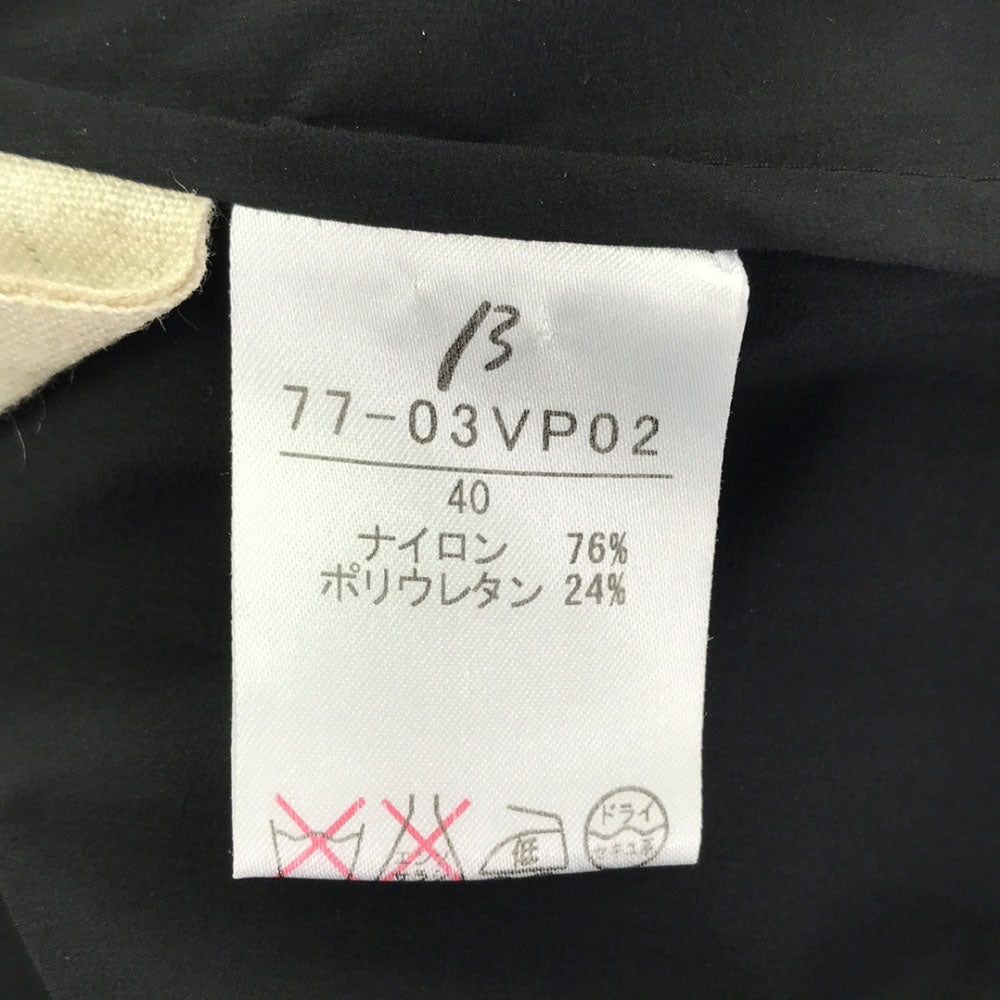 β
77-03VP02
40
ナイロン 76%
ポリウレタン 24%
低 ドライ